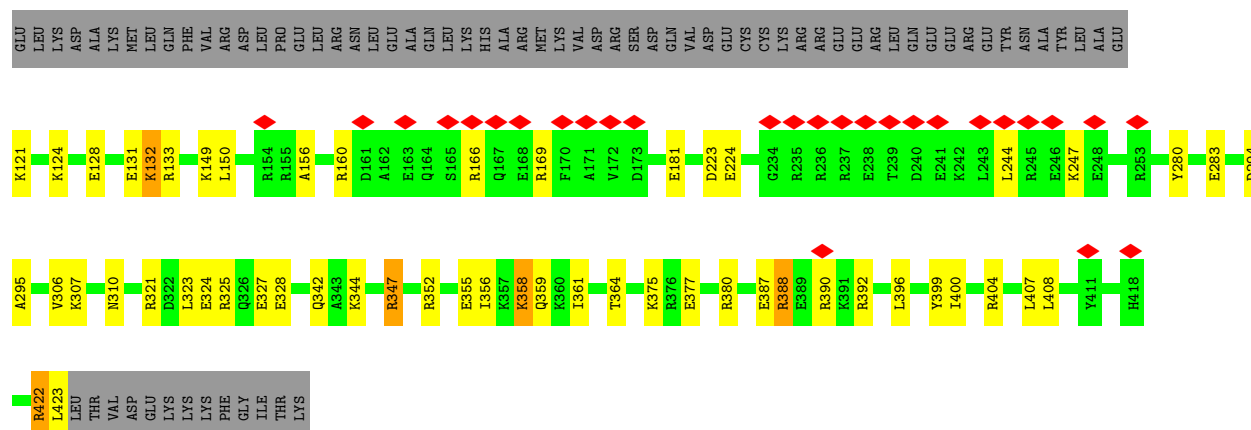 GLU LEU LYS ASP ALA LYS MET LEU GLN PHE VAL ARG ASP LEU PRO GLU LEU ARG ASN LEU GLU ALA GLN LEU LYS HIS ALA ARG MET LYS VAL ASP ARG SER ASP GLN VAL ASP GLU CYS CYS LYS ARG ARG GLU GLU ARG LEU GLN GLU GLU ARG GLU TYR ASN ALA TYR LEU ALA GLU
K121 K124 E128 E131 K132 R133 K149 L150 R154 R155 A156 R160 D161 A162 E163 Q164 S165 R166 Q167 E168 R169 F170 A171 V172 D173 E181 D223 E224 G234 R235 R236 R237 E238 T239 D240 E241 K242 L243 L244 R245 E246 K247 E248 R253 Y280 E283
A295 V306 K307 N310 R321 D322 L323 E324 R325 Q326 E327 E328 Q342 A343 K344 R347 R352 E355 I356 K357 K358 Q359 K360 I361 T364 K375 R376 E377 R380 E387 R388 E389 R390 K391 R392 L396 Y399 I400 R404 L407 L408 Y411 H418
R422 L423 LEU THR VAL ASP GLU LYS LYS LYS PHE GLY ILE THR LYS